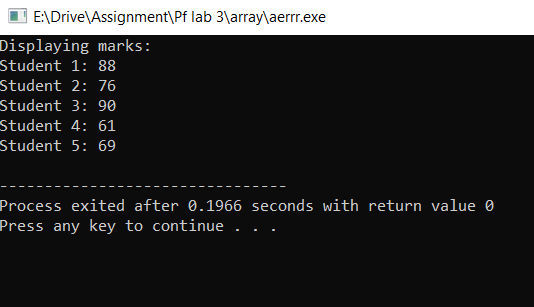 E:\Drive\Assignment\Pf lab 3\array\aerrr.exe
Displaying marks:
Student 1: 88
Student 2: 76
Student 3: 90
Student 4: 61
Student 5: 69
--------------------------------
Process exited after 0.1966 seconds with return value 0
Press any key to continue . . .